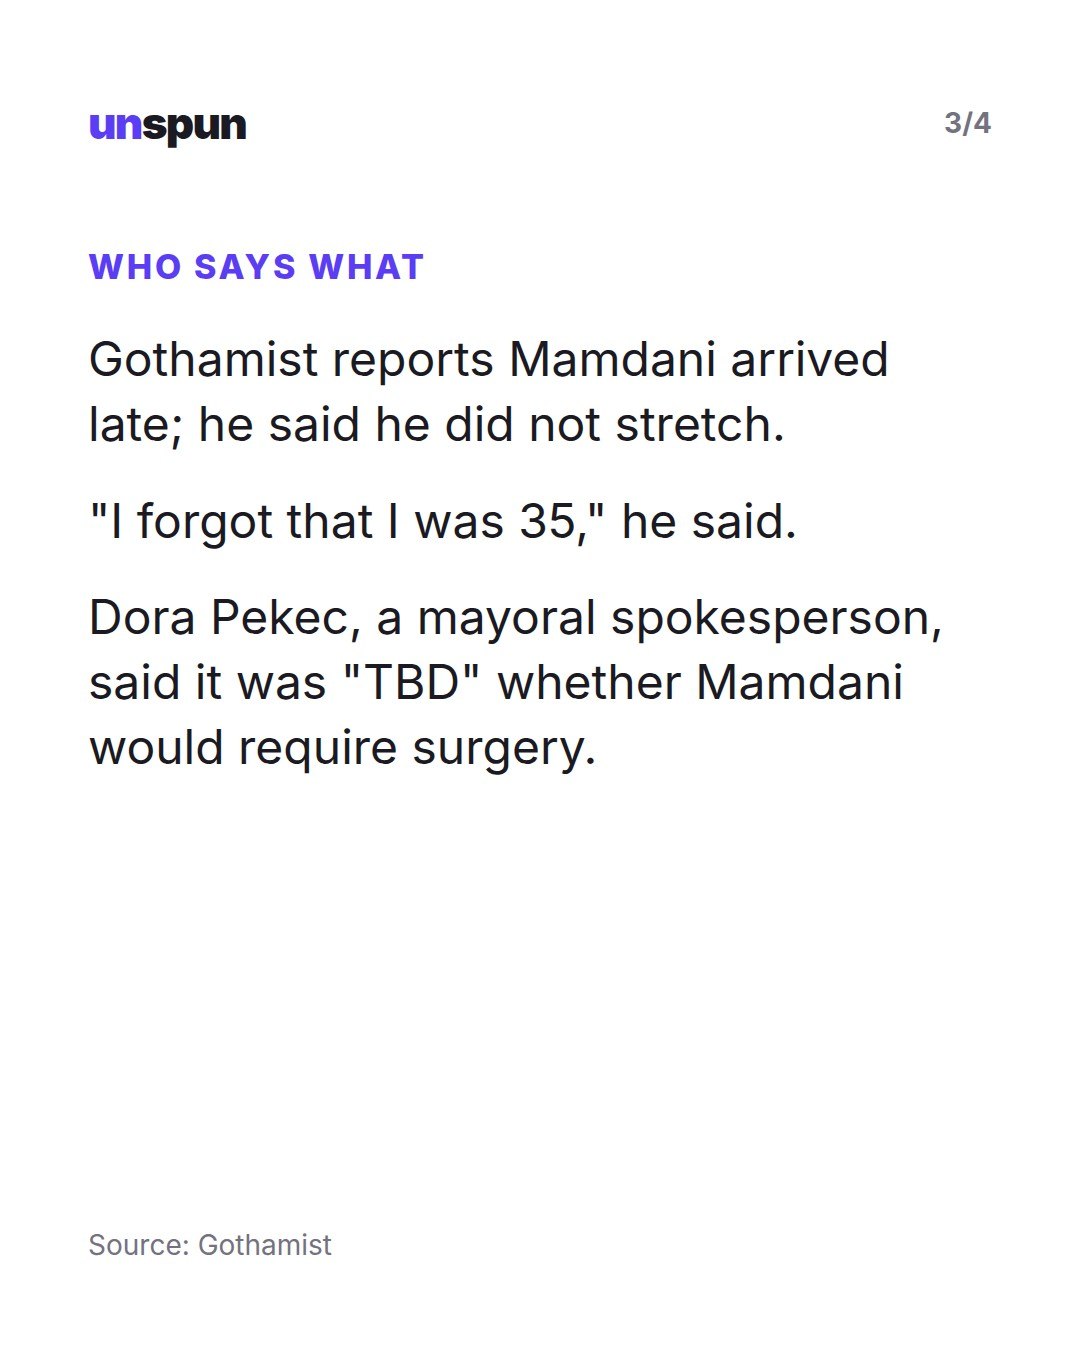 unspun
3/4
WHO SAYS WHAT
Gothamist reports Mamdani arrived
late; he said he did not stretch.
"I forgot that I was 35," he said.
Dora Pekec, a mayoral spokesperson,
said it was "TBD" whether Mamdani
would require surgery.
Source: Gothamist